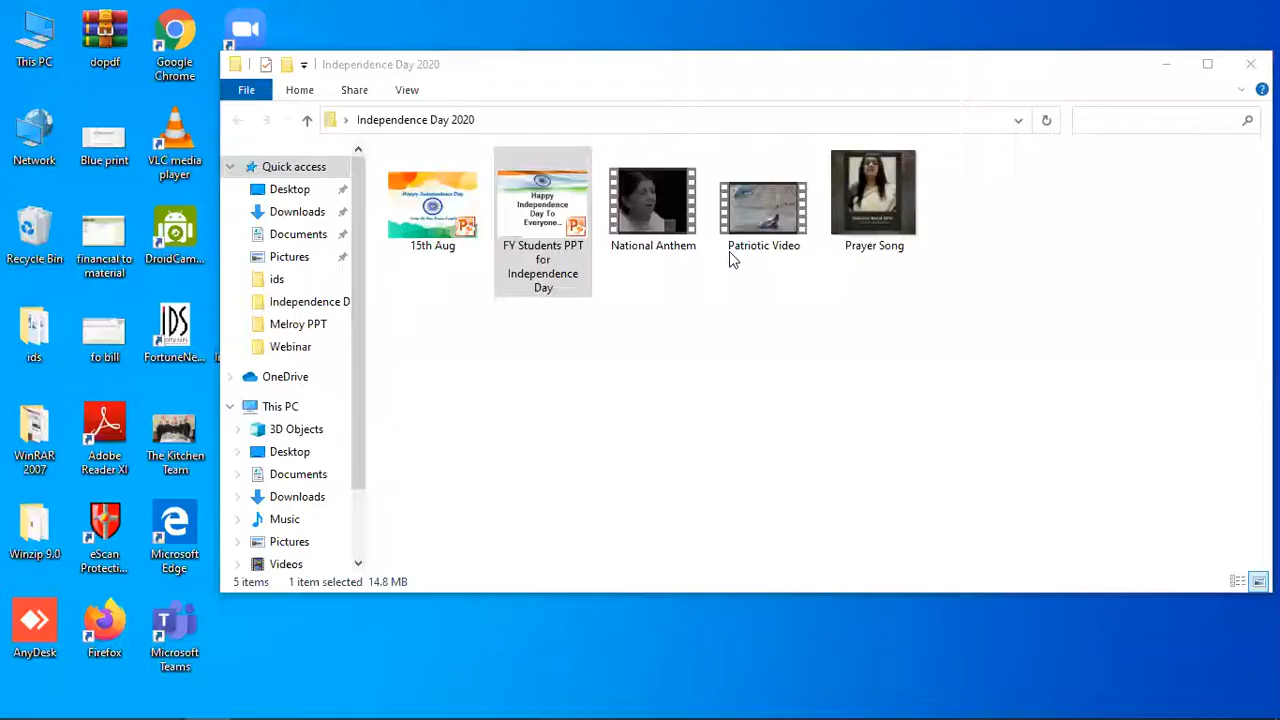 This PC
dopdf
Google
Chrome
Independence Day 2020
File
Home
Share
View
Independence Day 2020
Network
Blue print
VLC media
player
Quick access
Desktop
Downloads
Documents
Pictures
ids
Independence D
Melroy PPT
Webinar
OneDrive
This PC
3D Objects
Desktop
Documents
Downloads
Music
Pictures
Videos
Happy Independence Day
15th Aug
Happy
Independence
Day To
Everyone...
FY Students PPT
for
Independence
Day
National Anthem
Patriotic Video
Prayer Song
Recycle Bin
financial to
material
DroidCam...
ids
fo bill
IDS
FortuneNe...
WinRAR
2007
Adobe
Reader XI
The Kitchen
Team
Winzip 9.0
eScan
Protecti...
Microsoft
Edge
5 items
1 item selected
14.8 MB
AnyDesk
Firefox
Microsoft
Teams